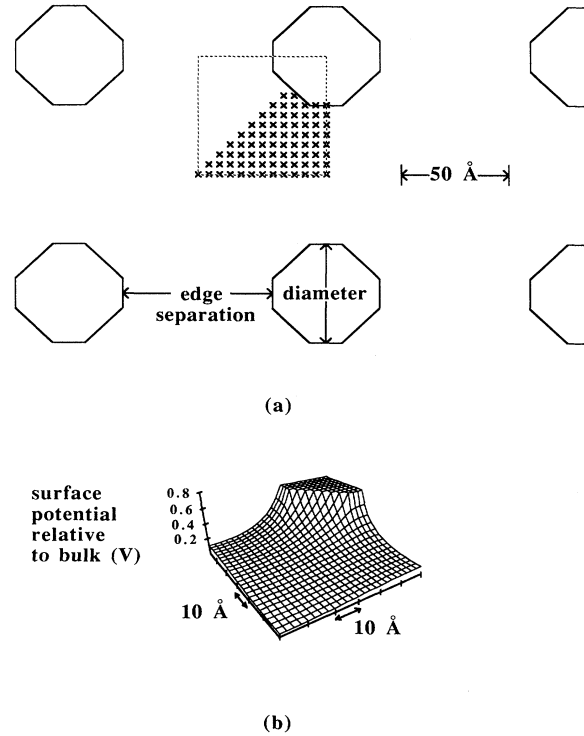 50 Å
edge
separation
diameter
(a)
surface
potential
relative
to bulk (V)
0.8
0.6
0.4
0.2
10 Å
10 Å
(b)